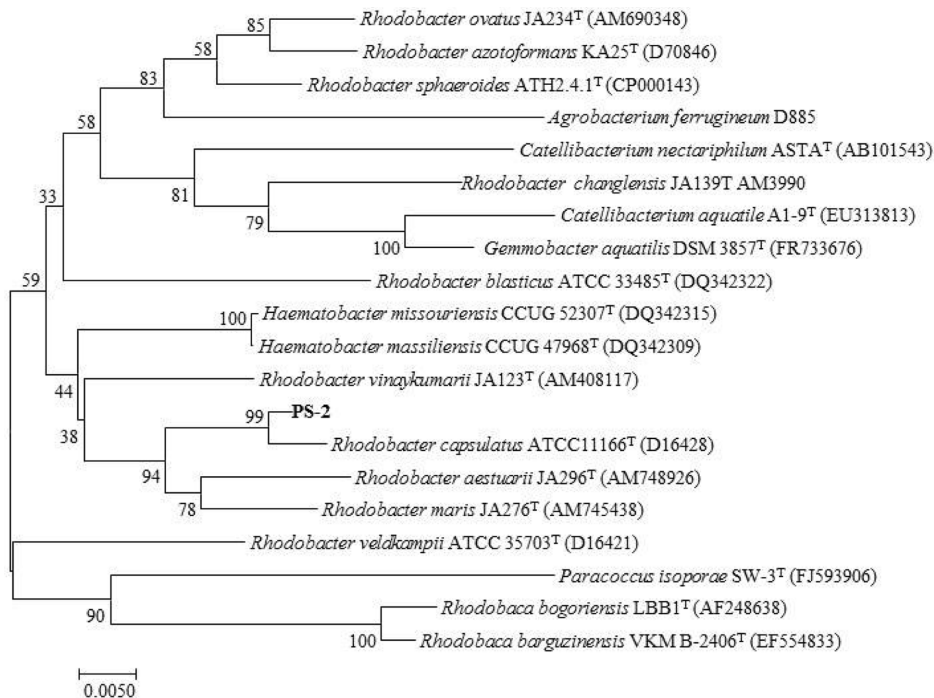 85
Rhodobacter ovatus JA234ᵀ (AM690348)
58
Rhodobacter azotoformans KA25ᵀ (D70846)
83
Rhodobacter sphaeroides ATH2.4.1ᵀ (CP000143)
58
Agrobacterium ferrugineum D885
Catellibacterium nectariphilum ASTAᵀ (AB101543)
33
81
Rhodobacter changlensis JA139T AM3990
79
Catellibacterium aquatile A1-9ᵀ (EU313813)
100
Gemmobacter aquatilis DSM 3857ᵀ (FR733676)
59
Rhodobacter blasticus ATCC 33485ᵀ (DQ342322)
100
Haematobacter missouriensis CCUG 52307ᵀ (DQ342315)
Haematobacter massiliensis CCUG 47968ᵀ (DQ342309)
44
Rhodobacter vinaykumarii JA123ᵀ (AM408117)
99
PS-2
38
Rhodobacter capsulatus ATCC11166ᵀ (D16428)
94
Rhodobacter aestuarii JA296ᵀ (AM748926)
78
Rhodobacter maris JA276ᵀ (AM745438)
Rhodobacter veldkampii ATCC 35703ᵀ (D16421)
Paracoccus isoporae SW-3ᵀ (FJ593906)
90
Rhodobaca bogoriensis LBB1ᵀ (AF248638)
100
Rhodobaca barguzinensis VKM B-2406ᵀ (EF554833)
0.0050